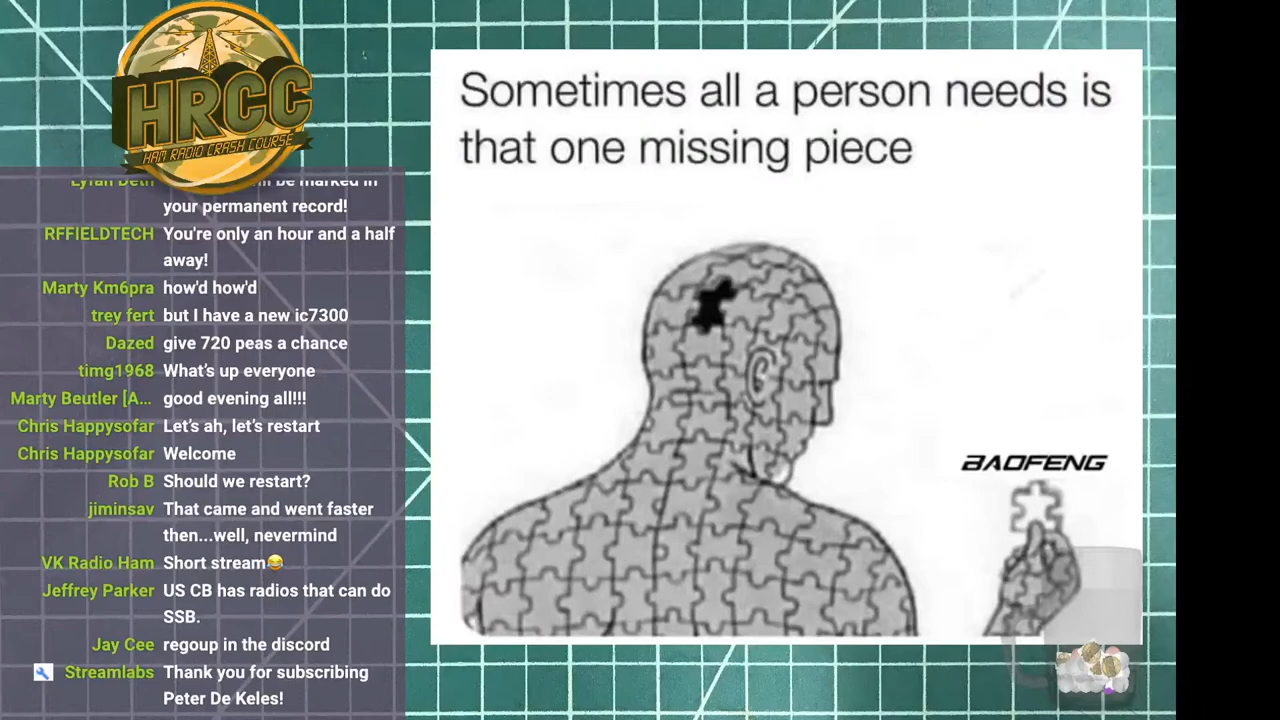 HRCC
HAM RADIO CRASH COURSE
Sometimes all a person needs is
that one missing piece
BAOFENG
be marked in
your permanent record!
RFFIELDTECH You're only an hour and a half
away!
Marty Km6pra how'd how'd
trey fert but I have a new ic7300
Dazed give 720 peas a chance
timg1968 What's up everyone
Marty Beutler [A... good evening all!!!
Chris Happysofar Let's ah, let's restart
Chris Happysofar Welcome
Rob B Should we restart?
jiminsav That came and went faster
then...well, nevermind
VK Radio Ham Short stream😂
Jeffrey Parker US CB has radios that can do
SSB.
Jay Cee regoup in the discord
Streamlabs Thank you for subscribing
Peter De Keles!